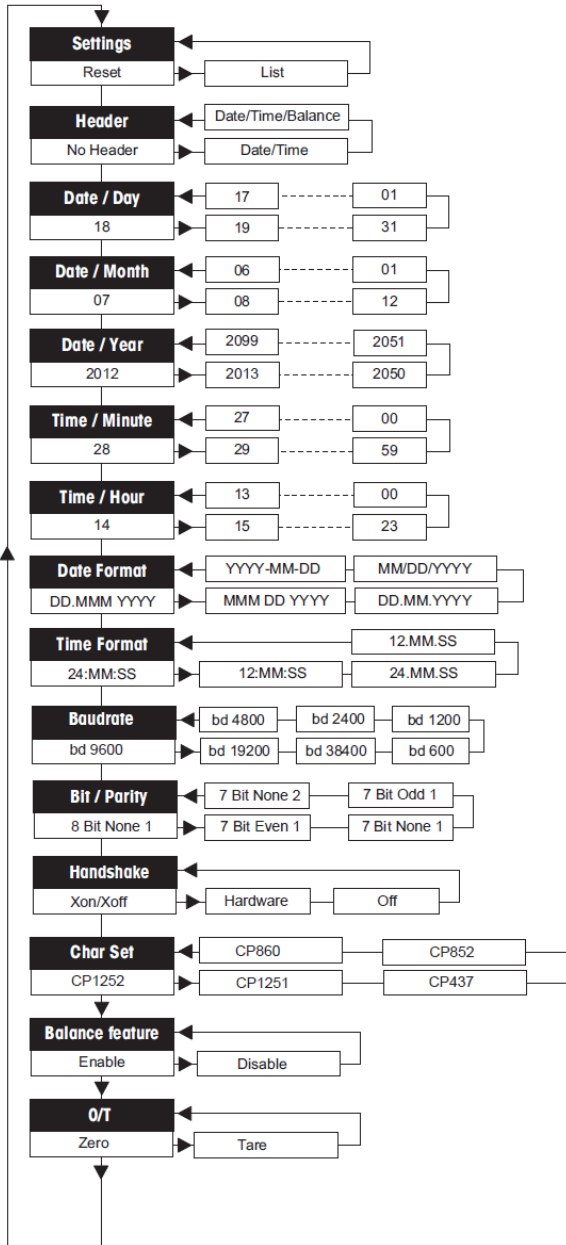 Settings
Reset List
Header Date/Time/Balance
No Header Date/Time
Date / Day 17 01
18 19 31
Date / Month 06 01
07 08 12
Date / Year 2099 2051
2012 2013 2050
Time / Minute 27 00
28 29 59
Time / Hour 13 00
14 15 23
Date Format YYYY-MM-DD MM/DD/YYYY
DD.MMM YYYY MMM DD YYYY DD.MM.YYYY
Time Format 12.MM.SS
24:MM:SS 12:MM:SS 24.MM.SS
Baudrate bd 4800 bd 2400 bd 1200
bd 9600 bd 19200 bd 38400 bd 600
Bit / Parity 7 Bit None 2 7 Bit Odd 1
8 Bit None 1 7 Bit Even 1 7 Bit None 1
Handshake
Xon/Xoff Hardware Off
Char Set CP860 CP852
CP1252 CP1251 CP437
Balance feature
Enable Disable
O/T
Zero Tare